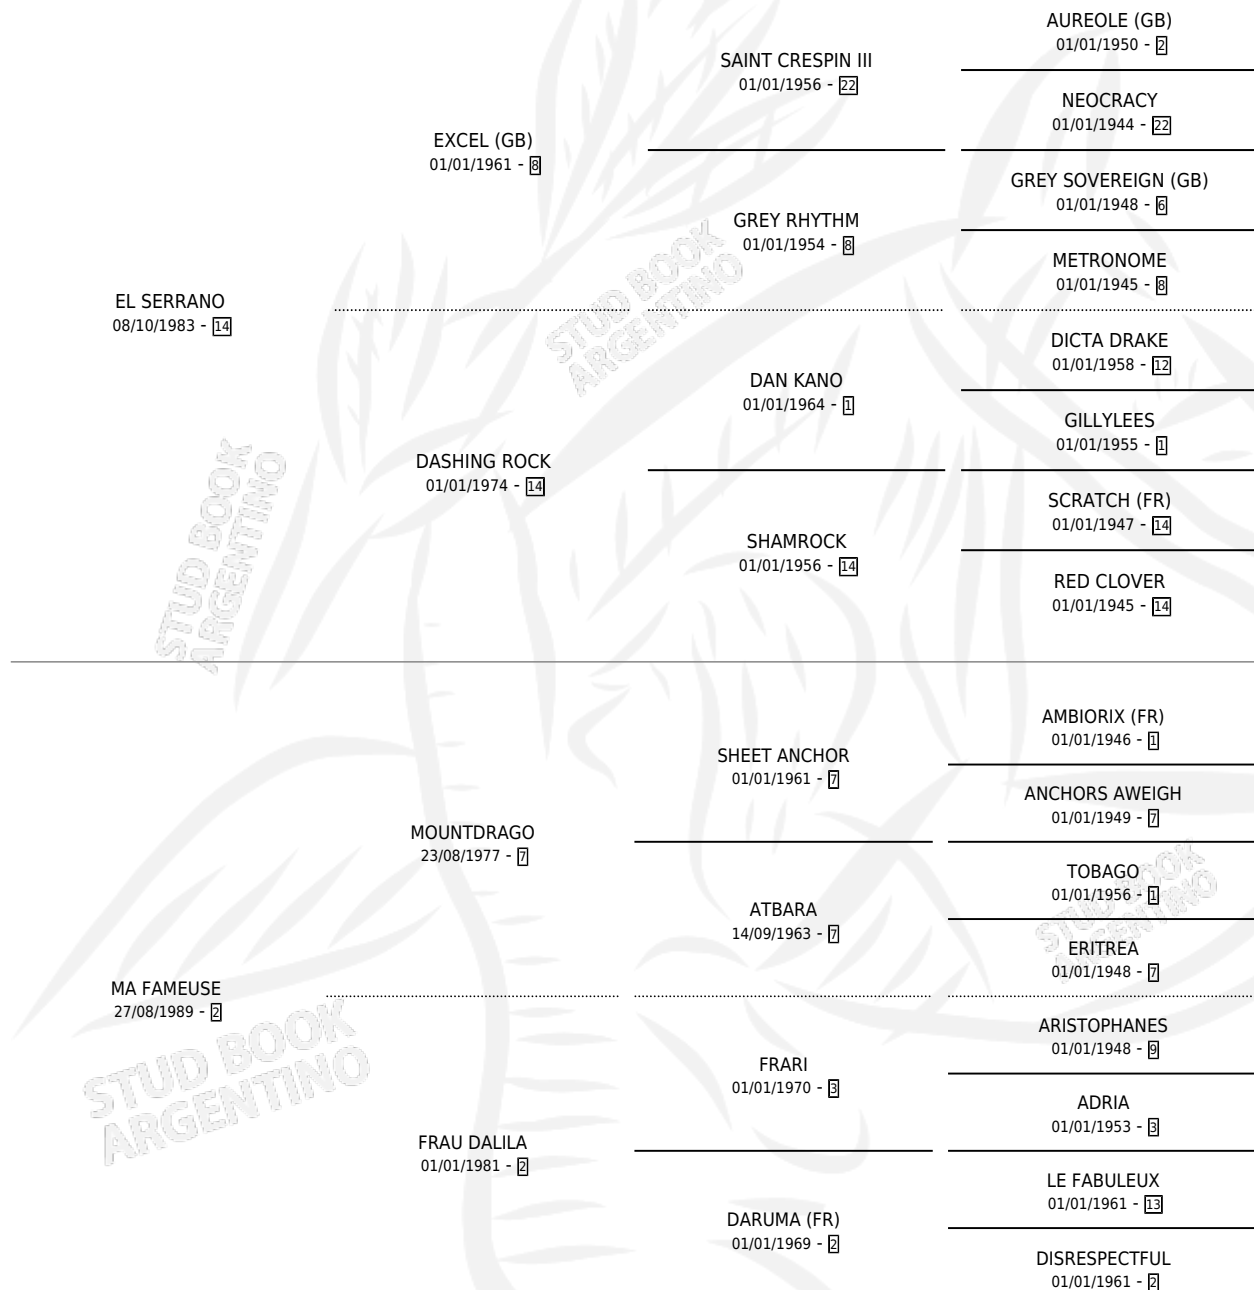 AUREOLE (GB)
01/01/1950 - 2
SAINT CRESPIN III
01/01/1956 - 22
NEOCRACY
01/01/1944 - 22
EXCEL (GB)
01/01/1961 - 8
GREY SOVEREIGN (GB)
01/01/1948 - 6
GREY RHYTHM
01/01/1954 - 8
METRONOME
01/01/1945 - 8
EL SERRANO
08/10/1983 - 14
DICTA DRAKE
01/01/1958 - 12
DAN KANO
01/01/1964 - 1
GILLYLEES
01/01/1955 - 1
DASHING ROCK
01/01/1974 - 14
SCRATCH (FR)
01/01/1947 - 14
SHAMROCK
01/01/1956 - 14
RED CLOVER
01/01/1945 - 14
AMBIORIX (FR)
01/01/1946 - 1
SHEET ANCHOR
01/01/1961 - 7
ANCHORS AWEIGH
01/01/1949 - 7
MOUNTDRAGO
23/08/1977 - 7
TOBAGO
01/01/1956 - 1
ATBARA
14/09/1963 - 7
ERITREA
01/01/1948 - 7
MA FAMEUSE
27/08/1989 - 2
ARISTOPHANES
01/01/1948 - 9
FRARI
01/01/1970 - 3
ADRIA
01/01/1953 - 3
FRAU DALILA
01/01/1981 - 2
LE FABULEUX
01/01/1961 - 13
DARUMA (FR)
01/01/1969 - 2
DISRESPECTFUL
01/01/1961 - 2
STUD BOOK
ARGENTINO
STUD BOOK
ARGENTINO
STUD BOOK
ARGENTINO
STUD BOOK
ARGENTINO